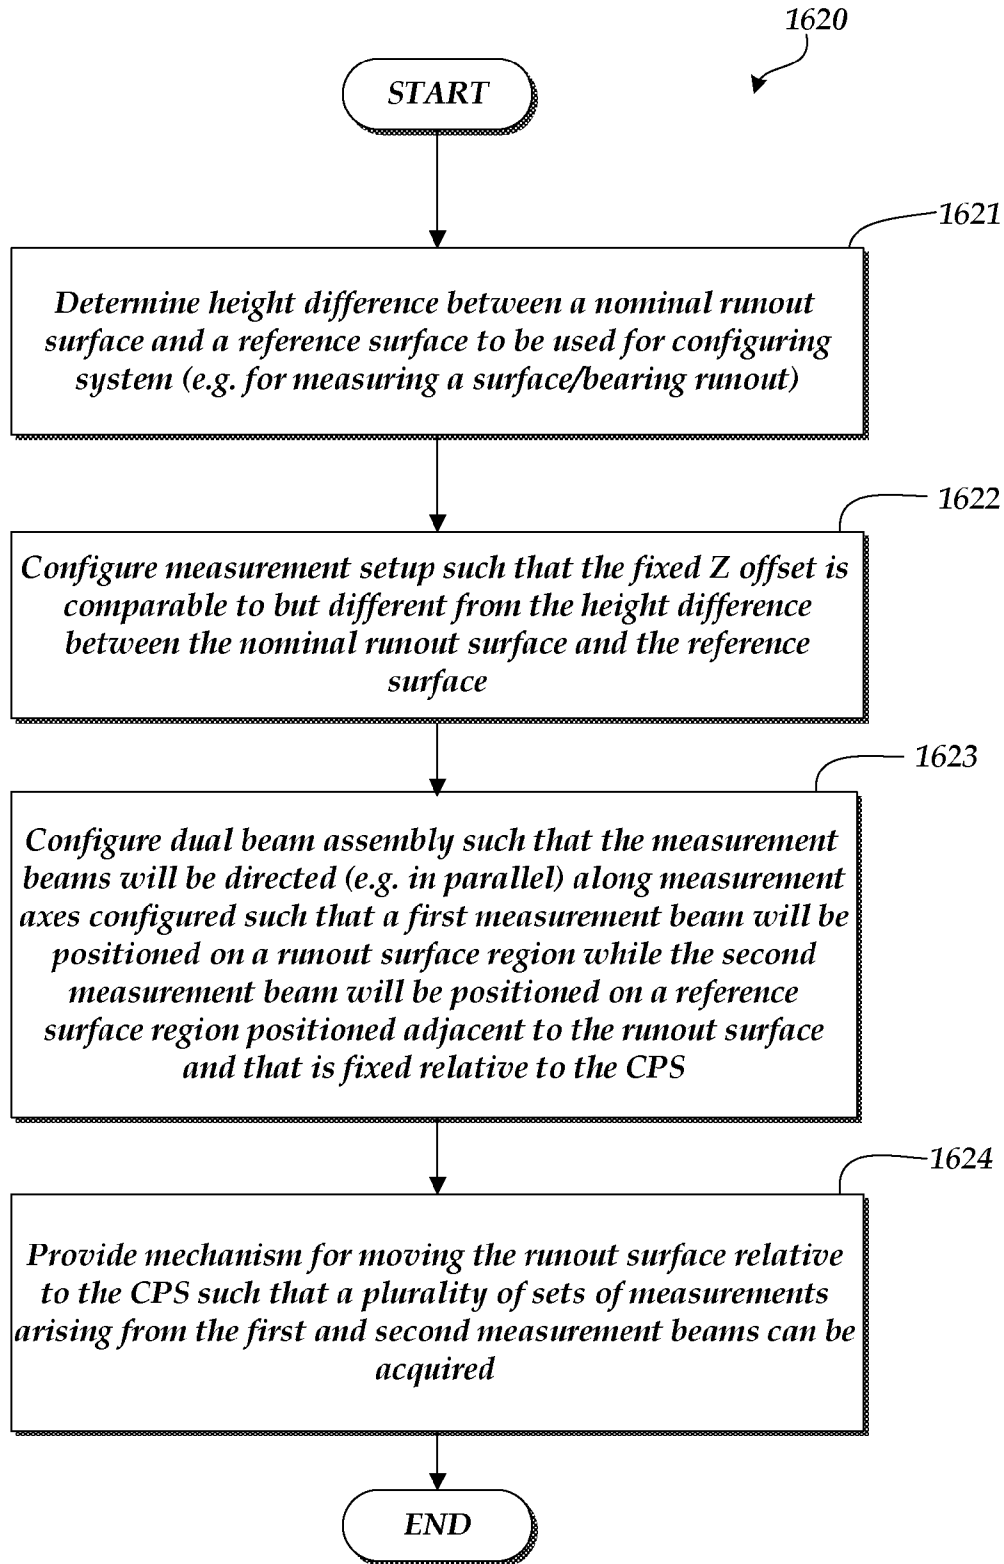 1620
START
1621
Determine height difference between a nominal runout
surface and a reference surface to be used for configuring
system (e.g. for measuring a surface/bearing runout)
1622
Configure measurement setup such that the fixed Z offset is
comparable to but different from the height difference
between the nominal runout surface and the reference
surface
1623
Configure dual beam assembly such that the measurement
beams will be directed (e.g. in parallel) along measurement
axes configured such that a first measurement beam will be
positioned on a runout surface region while the second
measurement beam will be positioned on a reference
surface region positioned adjacent to the runout surface
and that is fixed relative to the CPS
1624
Provide mechanism for moving the runout surface relative
to the CPS such that a plurality of sets of measurements
arising from the first and second measurement beams can be
acquired
END